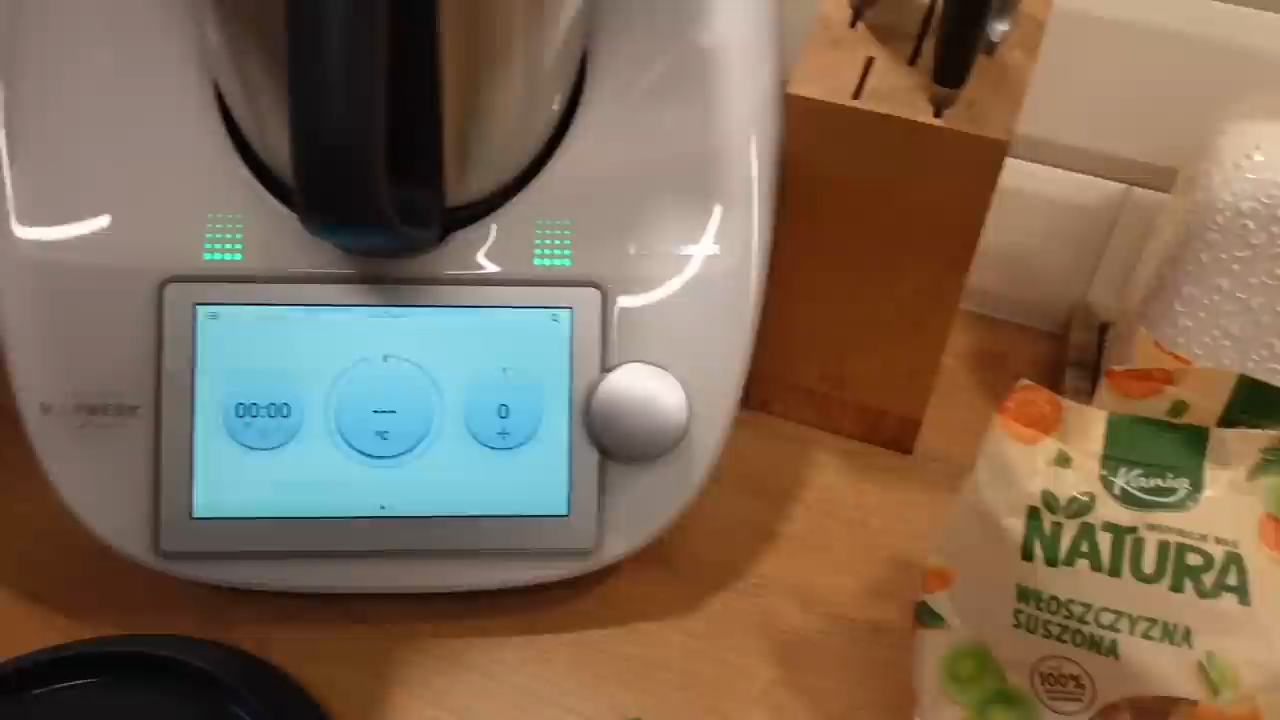 00:00
---
°C
0
Kania
NATURA
WŁOSZCZYZNA
SUSZONA
100%